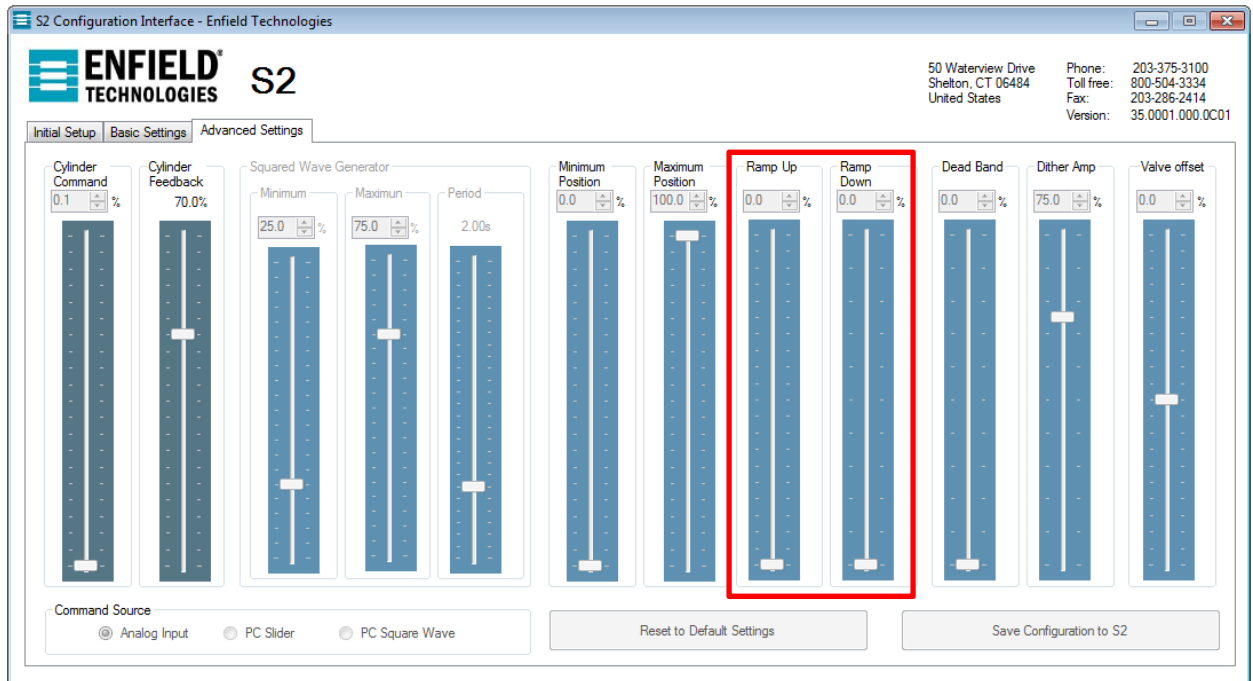 S2 Configuration Interface - Enfield Technologies
ENFIELD®
TECHNOLOGIES
S2
50 Waterview Drive
Shelton, CT 06484
United States
Phone: 203-375-3100
Toll free: 800-504-3334
Fax: 203-286-2414
Version: 35.0001.000.0C01
Initial Setup
Basic Settings
Advanced Settings
Cylinder
Command
0.1 %
Cylinder
Feedback
70.0%
Squared Wave Generator
Minimum
25.0 %
Maximun
75.0 %
Period
2.00s
Minimum
Position
0.0 %
Maximum
Position
100.0 %
Ramp Up
0.0 %
Ramp
Down
0.0 %
Dead Band
0.0 %
Dither Amp
75.0 %
Valve offset
0.0 %
Command Source
Analog Input
PC Slider
PC Square Wave
Reset to Default Settings
Save Configuration to S2